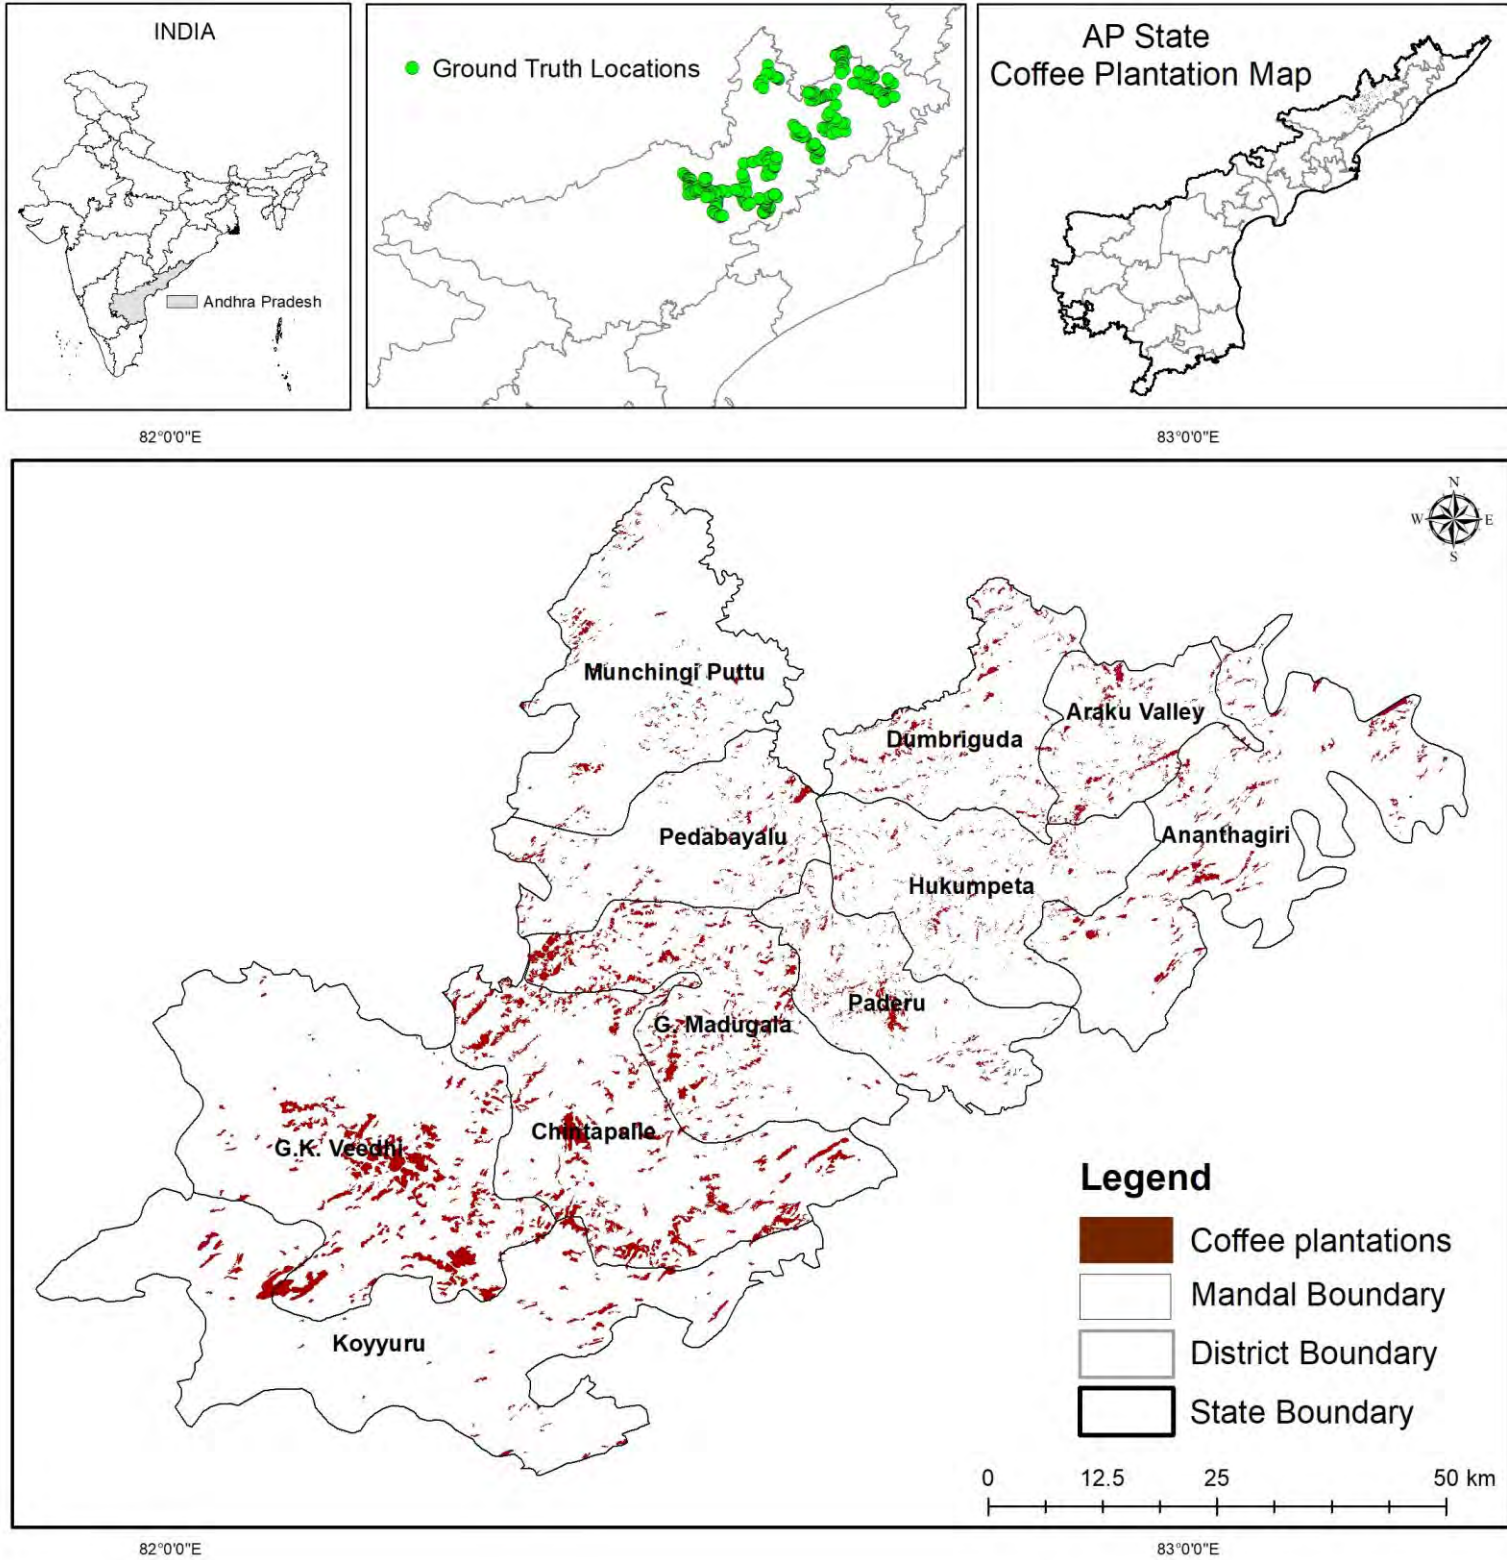 INDIA
Andhra Pradesh
Ground Truth Locations
AP State
Coffee Plantation Map
82°0'0"E
83°0'0"E
N
W
E
S
Munchingi Puttu
Araku Valley
Dumbriguda
Pedabayalu
Ananthagiri
Hukumpeta
Paderu
G. Madugala
Chintapalle
G.K. Veedhi
Koyyuru
Legend
Coffee plantations
Mandal Boundary
District Boundary
State Boundary
0 12.5 25 50 km
82°0'0"E
83°0'0"E